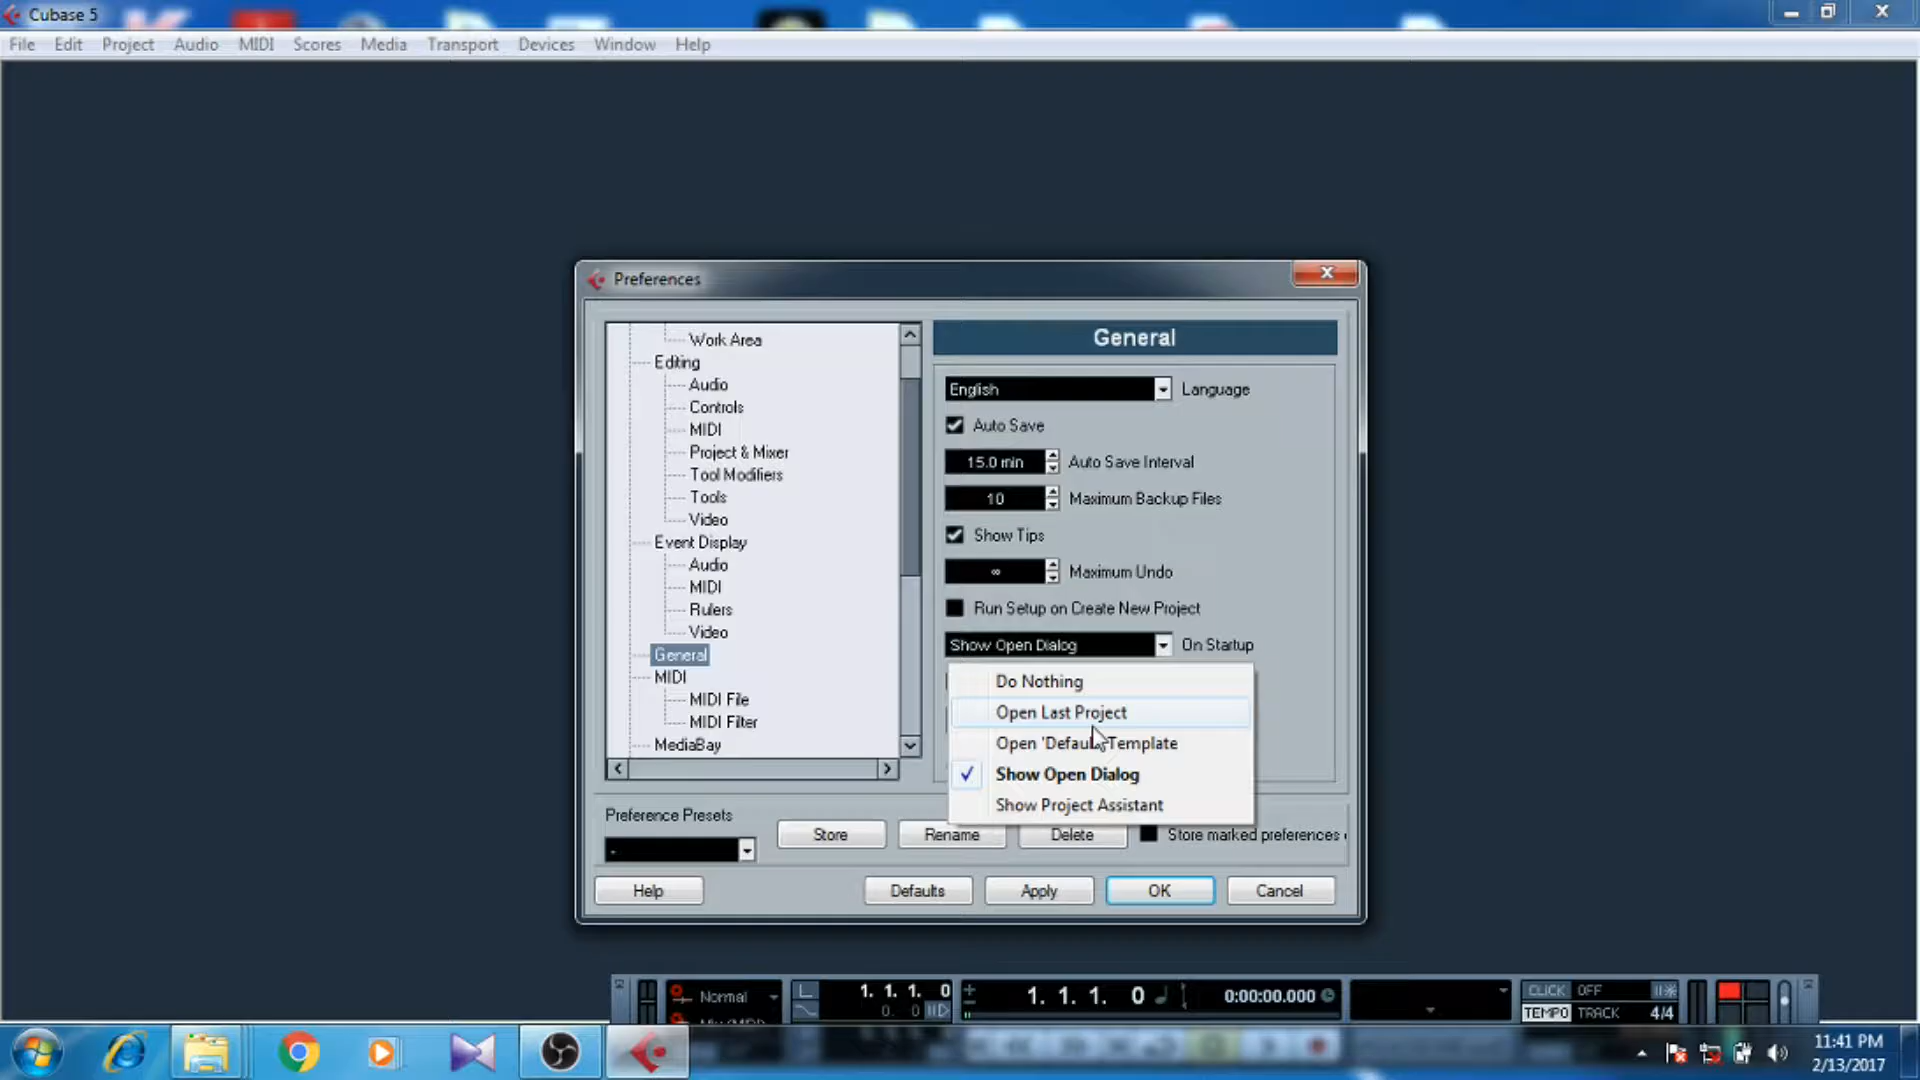 Cubase 5
File Edit Project Audio MIDI Scores Media Transport Devices Window Help
Preferences
Work Area
Editing
Audio
Controls
MIDI
Project & Mixer
Tool Modifiers
Tools
Video
Event Display
Audio
MIDI
Rulers
Video
General
MIDI
MIDI File
MIDI Filter
MediaBay
General
English Language
Auto Save
15.0 min Auto Save Interval
10 Maximum Backup Files
Show Tips
∞ Maximum Undo
Run Setup on Create New Project
Show Open Dialog On Startup
Do Nothing
Open Last Project
Open 'Default' Template
Show Open Dialog
Show Project Assistant
Preference Presets
-
Store Rename Delete Store marked preferences
Help Defaults Apply OK Cancel
Normal
1. 1. 1. 0
0. 0
1. 1. 1. 0
0:00:00.000
CLICK OFF
TEMPO TRACK 4/4
11:41 PM
2/13/2017